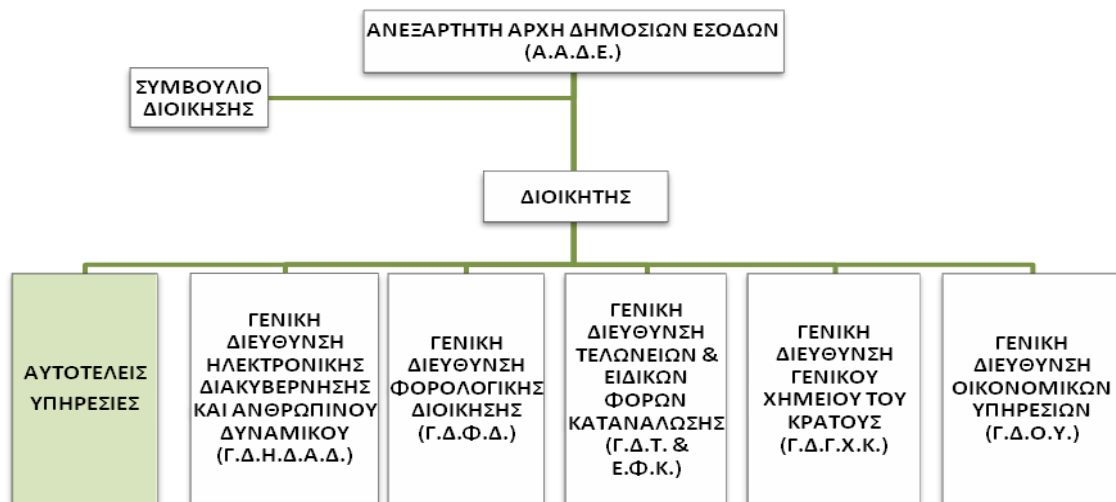 ΑΝΕΞΑΡΤΗΤΗ ΑΡΧΗ ΔΗΜΟΣΙΩΝ ΕΣΟΔΩΝ
(Α.Α.Δ.Ε.)
ΣΥΜΒΟΥΛΙΟ
ΔΙΟΙΚΗΣΗΣ
ΔΙΟΙΚΗΤΗΣ
ΑΥΤΟΤΕΛΕΙΣ
ΥΠΗΡΕΣΙΕΣ
ΓΕΝΙΚΗ
ΔΙΕΥΘΥΝΣΗ
ΗΛΕΚΤΡΟΝΙΚΗΣ
ΔΙΑΚΥΒΕΡΝΗΣΗΣ
ΚΑΙ ΑΝΘΡΩΠΙΝΟΥ
ΔΥΝΑΜΙΚΟΥ
(Γ.Δ.Η.Δ.Α.Δ.)
ΓΕΝΙΚΗ
ΔΙΕΥΘΥΝΣΗ
ΦΟΡΟΛΟΓΙΚΗΣ
ΔΙΟΙΚΗΣΗΣ
(Γ.Δ.Φ.Δ.)
ΓΕΝΙΚΗ
ΔΙΕΥΘΥΝΣΗ
ΤΕΛΩΝΕΙΩΝ &
ΕΙΔΙΚΩΝ
ΦΟΡΩΝ
ΚΑΤΑΝΑΛΩΣΗΣ
(Γ.Δ.Τ. &
Ε.Φ.Κ.)
ΓΕΝΙΚΗ
ΔΙΕΥΘΥΝΣΗ
ΓΕΝΙΚΟΥ
ΧΗΜΕΙΟΥ ΤΟΥ
ΚΡΑΤΟΥΣ
(Γ.Δ.Γ.Χ.Κ.)
ΓΕΝΙΚΗ
ΔΙΕΥΘΥΝΣΗ
ΟΙΚΟΝΟΜΙΚΩΝ
ΥΠΗΡΕΣΙΩΝ
(Γ.Δ.Ο.Υ.)